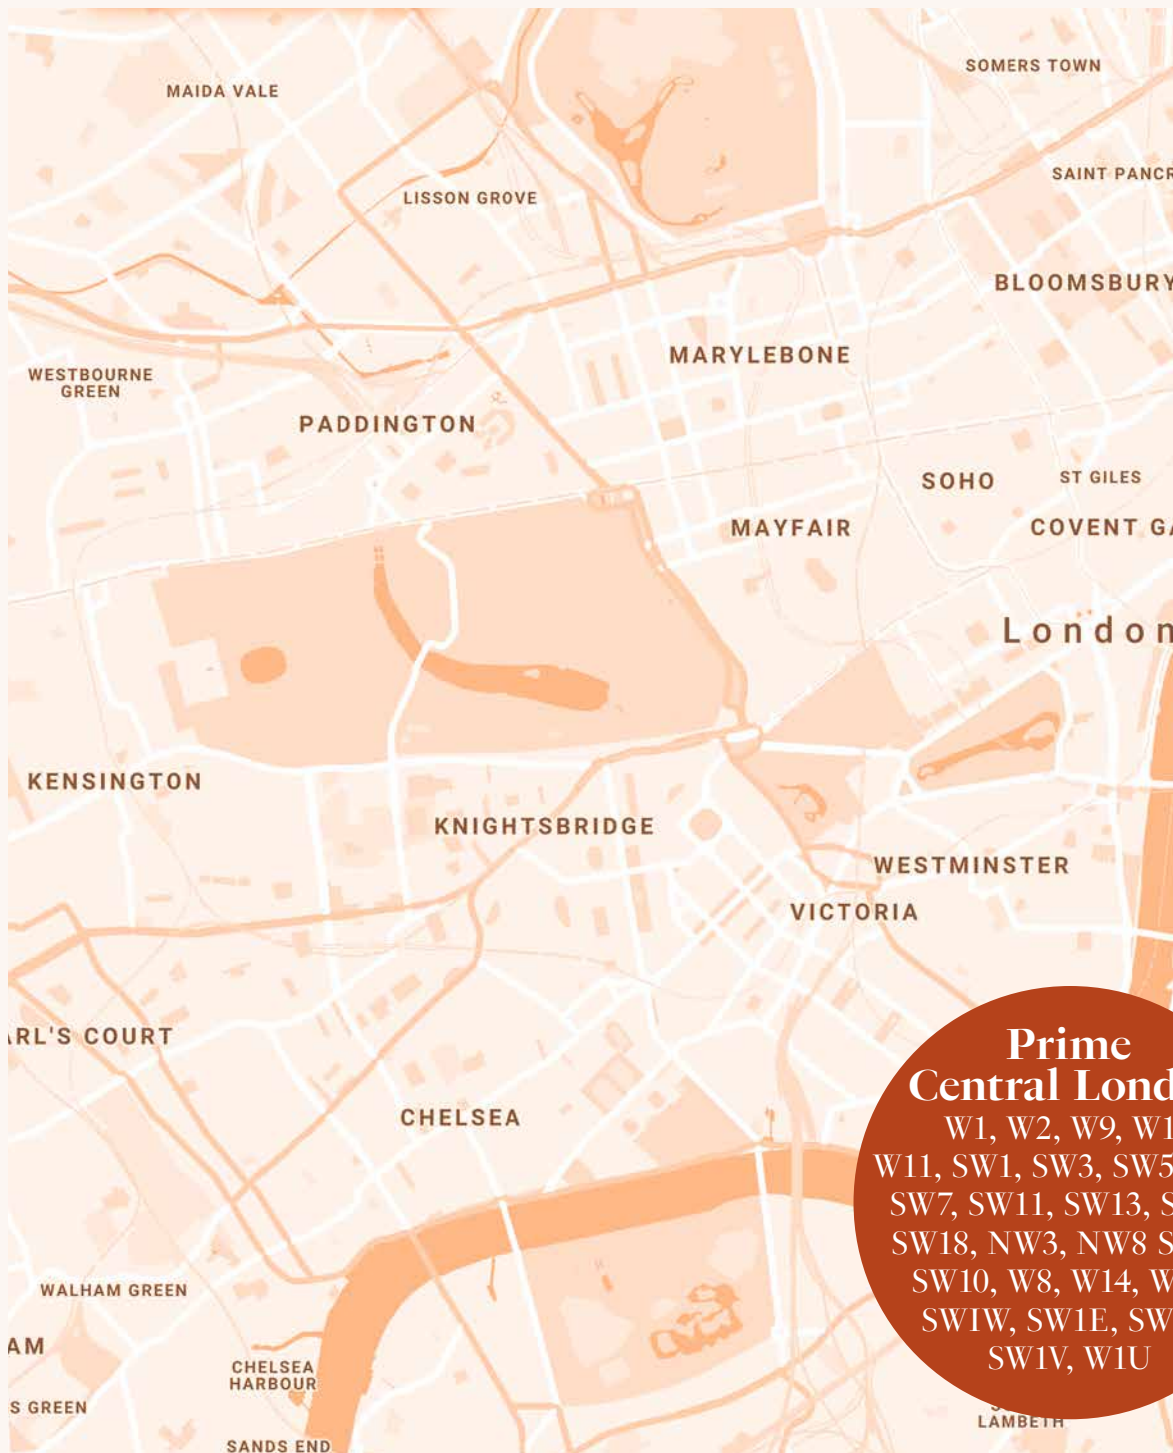 SOMERS TOWN
MAIDA VALE
SAINT PANCR
LISSON GROVE
BLOOMSBURY
MARYLEBONE
WESTBOURNE
GREEN
PADDINGTON
SOHO
ST GILES
MAYFAIR
COVENT GA
London
KENSINGTON
KNIGHTSBRIDGE
WESTMINSTER
VICTORIA
ARL'S COURT
CHELSEA
Prime
Central Lond
W1, W2, W9, W1
W11, SW1, SW3, SW5
SW7, SW11, SW13, S
SW18, NW3, NW8 S
SW10, W8, W14, W
SW1W, SW1E, SW
SW1V, W1U
WALHAM GREEN
AM
CHELSEA
HARBOUR
S GREEN
LAMBETH
SANDS END